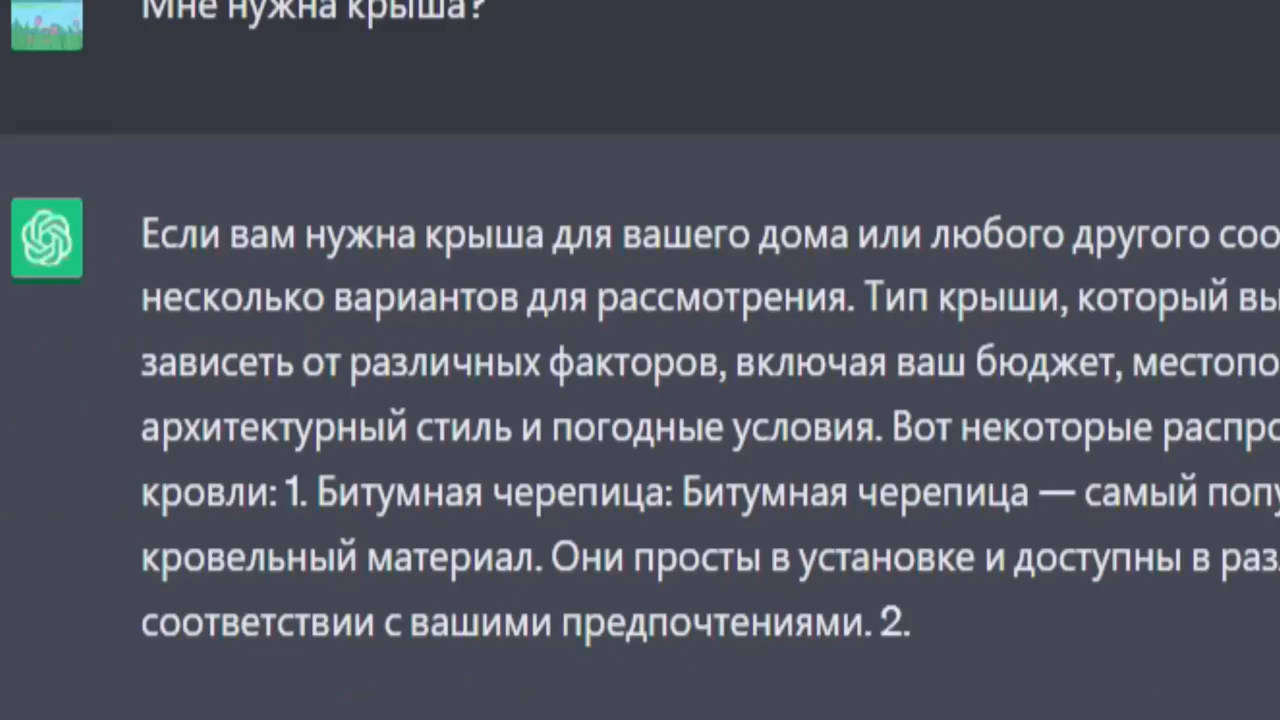 Мне нужна крыша?
Если вам нужна крыша для вашего дома или любого другого
несколько вариантов для рассмотрения. Тип крыши, который
зависеть от различных факторов, включая ваш бюджет,
архитектурный стиль и погодные условия. Вот некоторые
кровли: 1. Битумная черепица: Битумная черепица — самый
кровельный материал. Они просты в установке и доступны в
соответствии с вашими предпочтениями. 2.